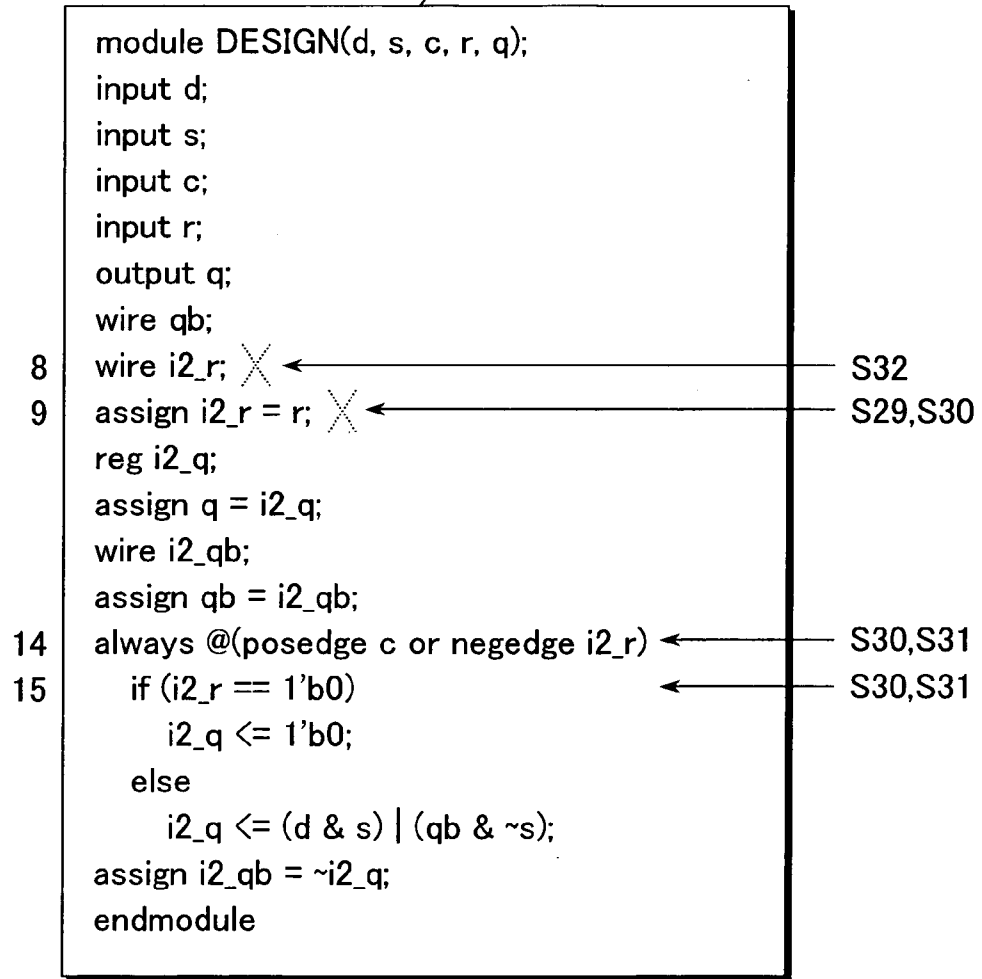 module DESIGN(d, s, c, r, q);
input d;
input s;
input c;
input r;
output q;
wire qb;
8 wire i2_r; S32
9 assign i2_r = r; S29,S30
reg i2_q;
assign q = i2_q;
wire i2_qb;
assign qb = i2_qb;
14 always @(posedge c or negedge i2_r) S30,S31
15 if (i2_r == 1'b0) S30,S31
i2_q <= 1'b0;
else
i2_q <= (d & s) | (qb & ~s);
assign i2_qb = ~i2_q;
endmodule